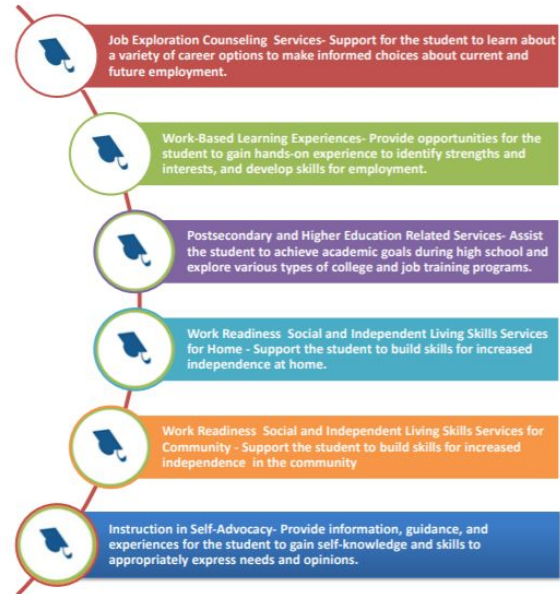 Job Exploration Counseling Services- Support for the student to learn about
a variety of career options to make informed choices about current and
future employment.
Work-Based Learning Experiences- Provide opportunities for the
student to gain hands-on experience to identify strengths and
interests, and develop skills for employment.
Postsecondary and Higher Education Related Services- Assist
the student to achieve academic goals during high school and
explore various types of college and job training programs.
Work Readiness Social and Independent Living Skills Services
for Home - Support the student to build skills for increased
independence at home.
Work Readiness Social and Independent Living Skills Services for
Community - Support the student to build skills for increased
independence in the community
Instruction in Self-Advocacy- Provide information, guidance, and
experiences for the student to gain self-knowledge and skills to
appropriately express needs and opinions.